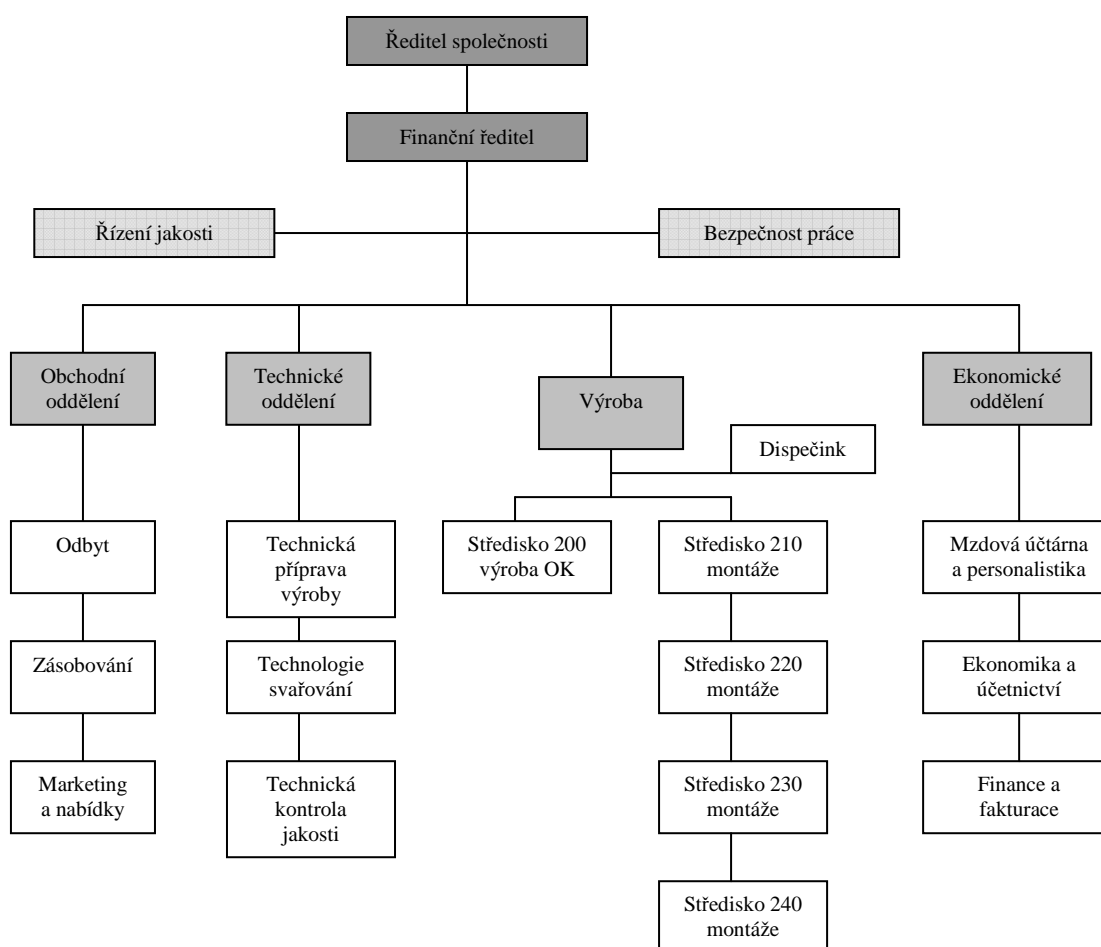 Ředitel společnosti
Finanční ředitel
Řízení jakosti
Bezpečnost práce
Obchodní
oddělení
Technické
oddělení
Výroba
Ekonomické
oddělení
Dispečink
Odbyt
Technická
příprava
výroby
Středisko 200
výroba OK
Středisko 210
montáže
Mzdová účtárna
a personalistika
Zásobování
Technologie
svařování
Středisko 220
montáže
Ekonomika a
účetnictví
Marketing
a nabídky
Technická
kontrola
jakosti
Středisko 230
montáže
Finance a
fakturace
Středisko 240
montáže